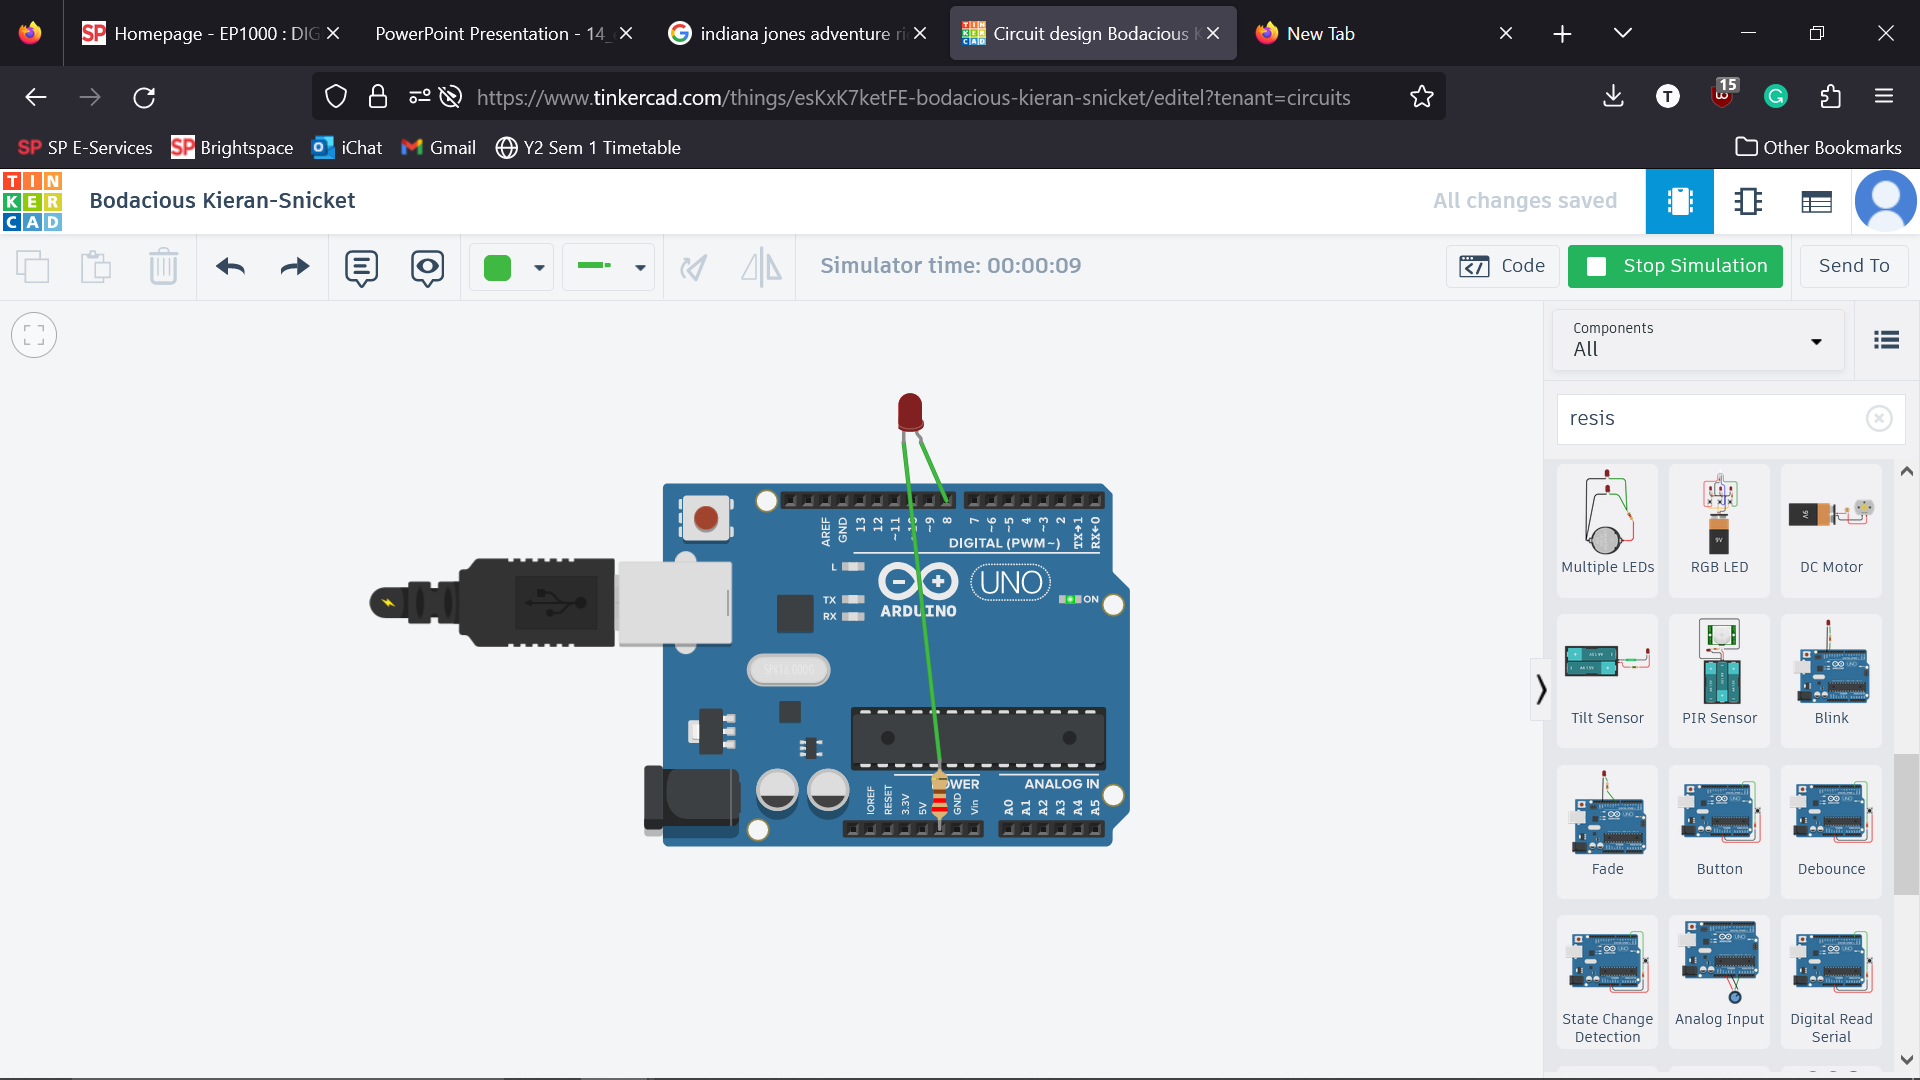 Homepage - EP1000 : DIG
PowerPoint Presentation - 14_
indiana jones adventure ri
Circuit design Bodacious K
New Tab
https://www.tinkercad.com/things/esKxK7ketFE-bodacious-kieran-snicket/editel?tenant=circuits
T
15
SP SP E-Services
SP Brightspace
iChat
Gmail
Y2 Sem 1 Timetable
Other Bookmarks
TIN
KER
CAD
Bodacious Kieran-Snicket
All changes saved
Simulator time: 00:00:09
Code
Stop Simulation
Send To
Components
All
resis
AREF
GND
13
12
~11
~9
8
7
~6
~5
4
~3
2
TX→1
RX←0
DIGITAL (PWM~)
L
TX
RX
ARDUINO
UNO
ON
IOREF
RESET
3.3V
5V
GND
Vin
ANALOG IN
A0
A1
A2
A3
A4
A5
Multiple LEDs
RGB LED
DC Motor
Tilt Sensor
PIR Sensor
Blink
Fade
Button
Debounce
State Change
Detection
Analog Input
Digital Read
Serial